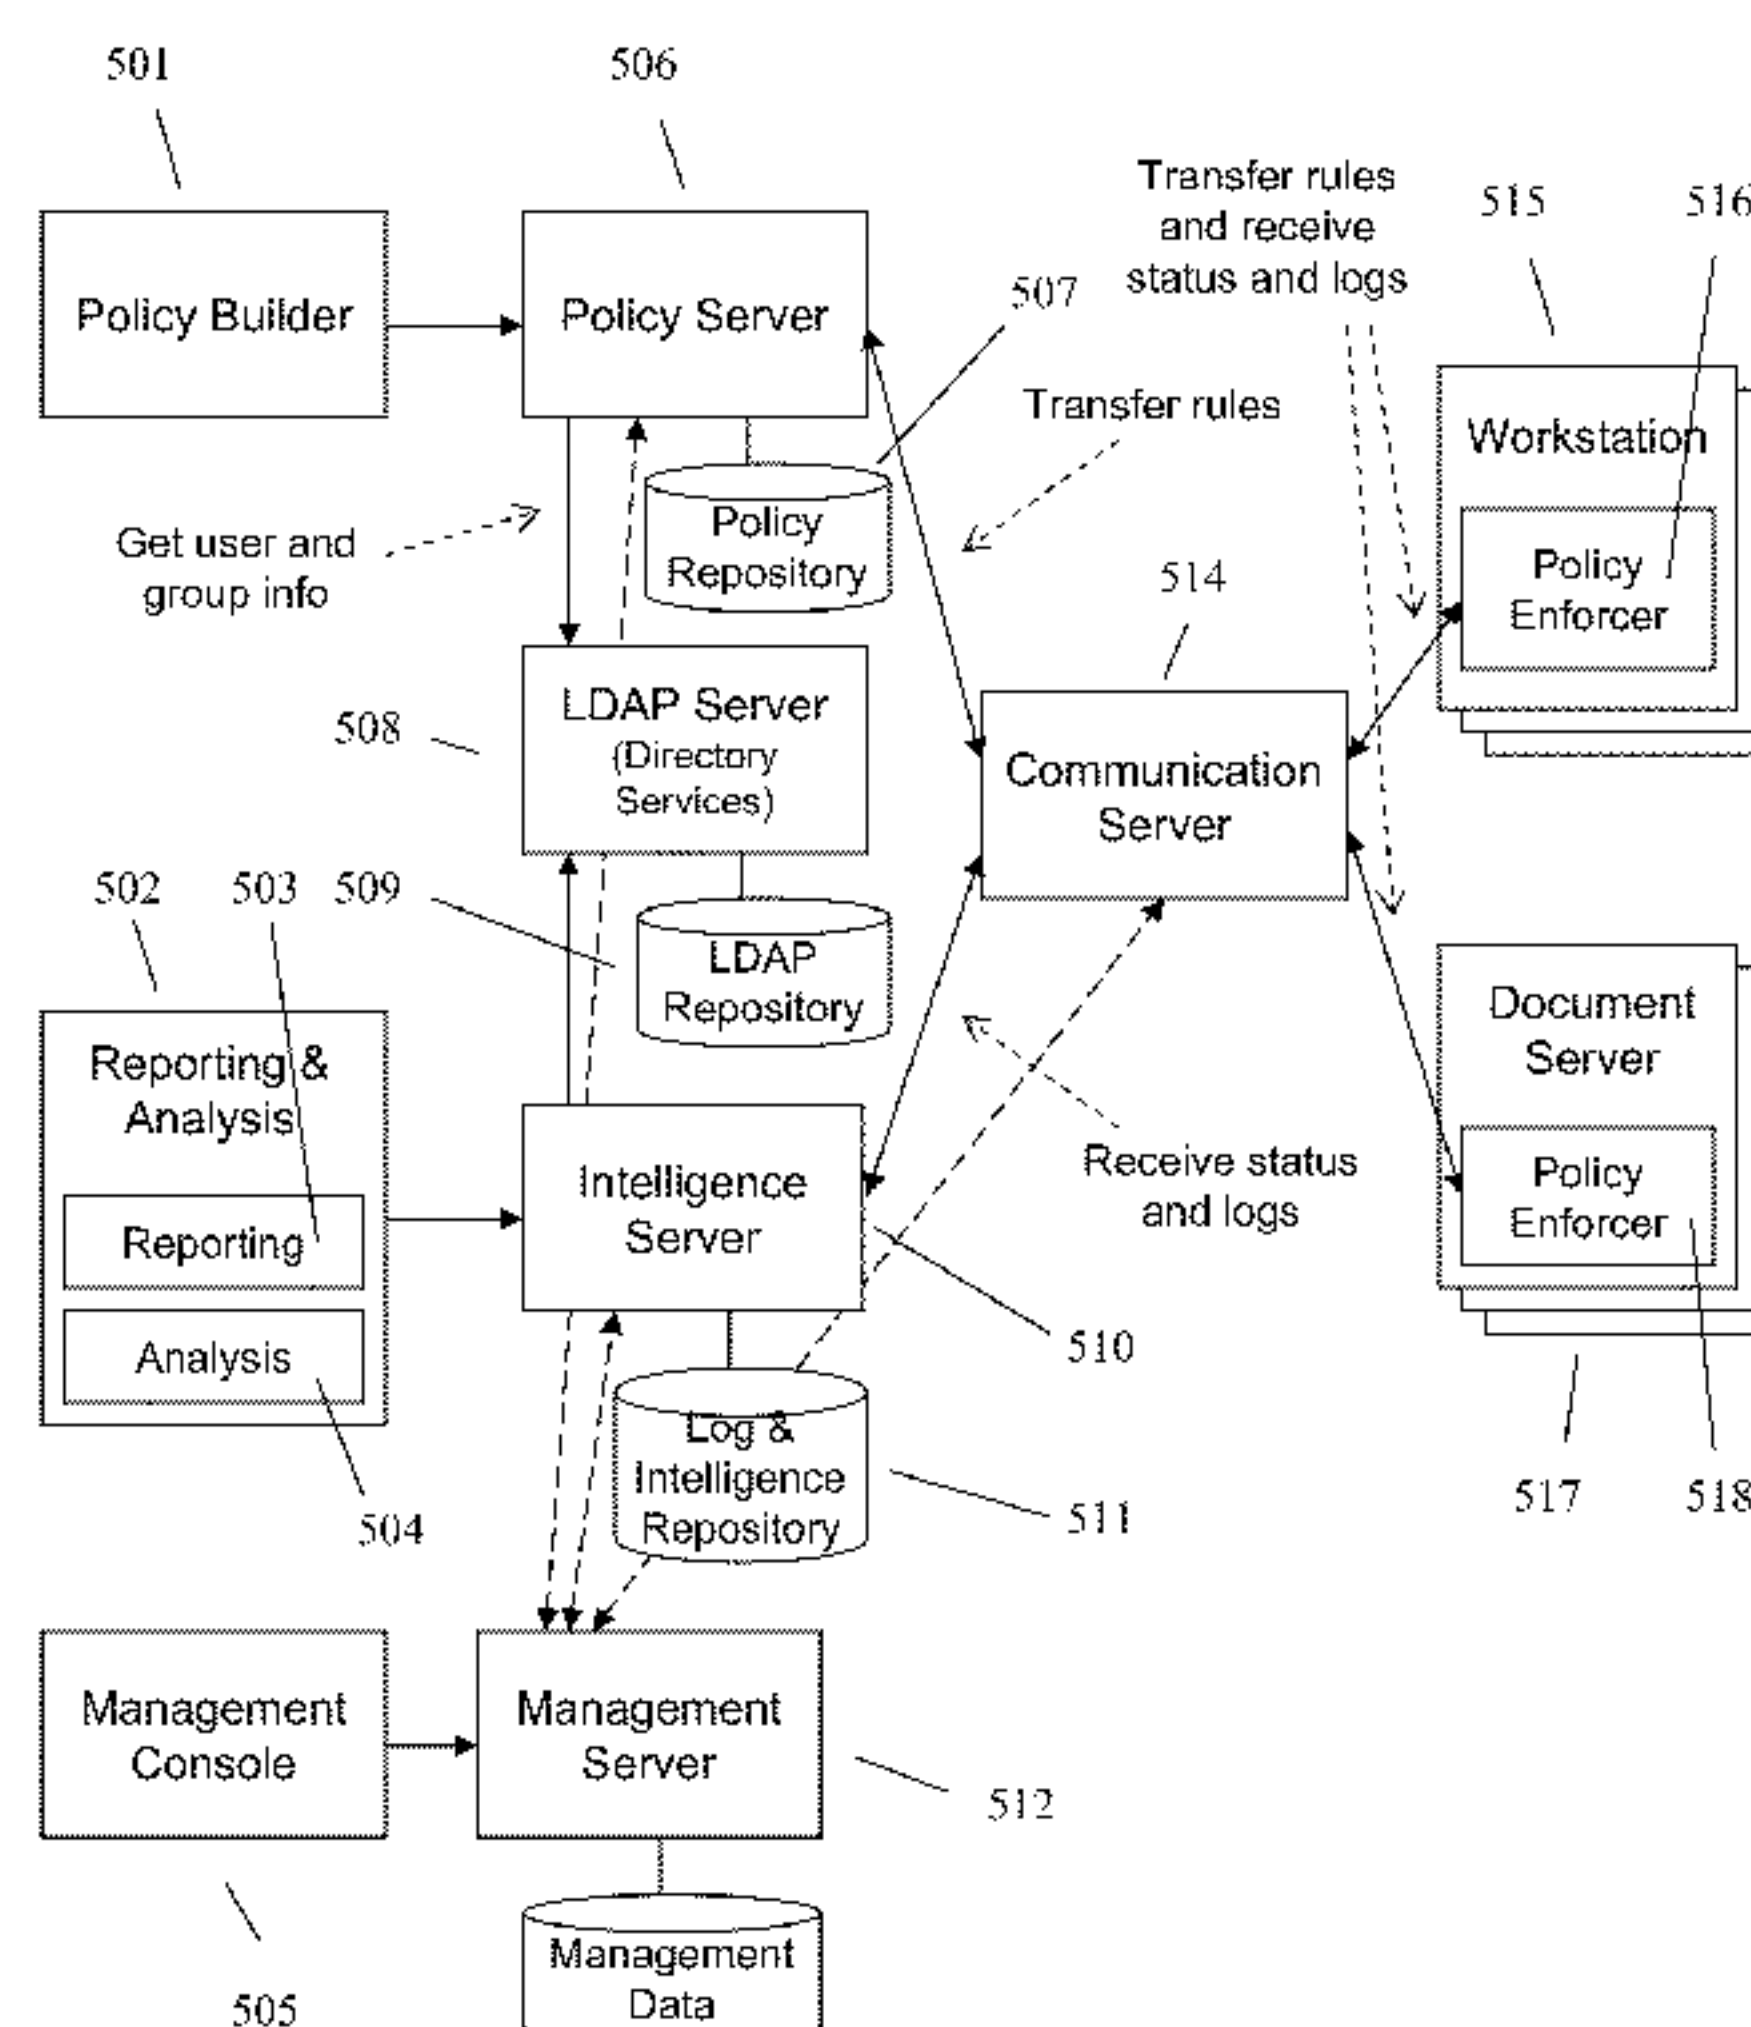 501
506
Transfer rules
and receive
status and logs
515
516
507
Policy Builder
Policy Server
Transfer rules
Workstation
Get user and
group info
Policy
Repository
514
Policy
Enforcer
508
LDAP Server
(Directory
Services)
Communication
Server
502
503
509
LDAP
Repository
Document
Server
Reporting &
Analysis
Intelligence
Server
Receive status
and logs
Policy
Enforcer
Reporting
Analysis
510
Log &
Intelligence
Repository
511
504
517
518
Management
Console
Management
Server
512
505
Management
Data